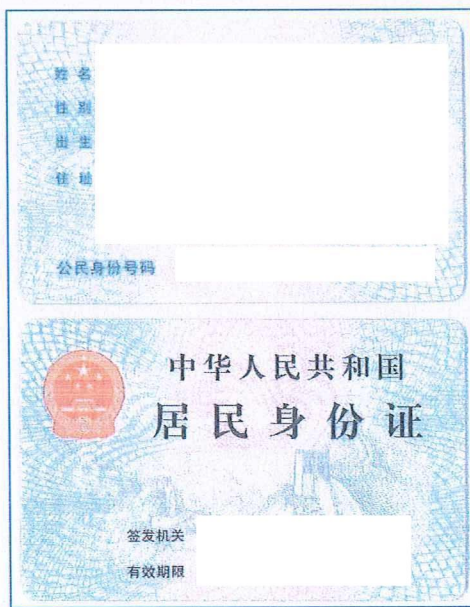 姓 名
性 别
出 生
住 址
公民身份号码
中华人民共和国
居民身份证
签发机关
有效期限